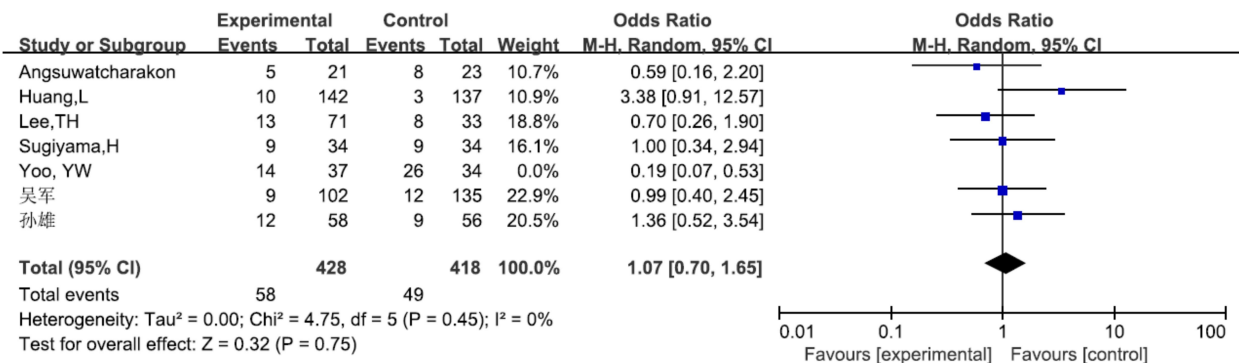 Experimental Control Odds Ratio Odds Ratio
Study or Subgroup Events Total Events Total Weight M-H, Random, 95% CI M-H, Random, 95% CI
Angsuwatcharakon 5 21 8 23 10.7% 0.59 [0.16, 2.20]
Huang,L 10 142 3 137 10.9% 3.38 [0.91, 12.57]
Lee,TH 13 71 8 33 18.8% 0.70 [0.26, 1.90]
Sugiyama,H 9 34 9 34 16.1% 1.00 [0.34, 2.94]
Yoo, YW 14 37 26 34 0.0% 0.19 [0.07, 0.53]
吴军 9 102 12 135 22.9% 0.99 [0.40, 2.45]
孙雄 12 58 9 56 20.5% 1.36 [0.52, 3.54]
Total (95% CI) 428 418 100.0% 1.07 [0.70, 1.65]
Total events 58 49
Heterogeneity: Tau² = 0.00; Chi² = 4.75, df = 5 (P = 0.45); I² = 0%
Test for overall effect: Z = 0.32 (P = 0.75)
0.01 0.1 1 10 100
Favours [experimental] Favours [control]